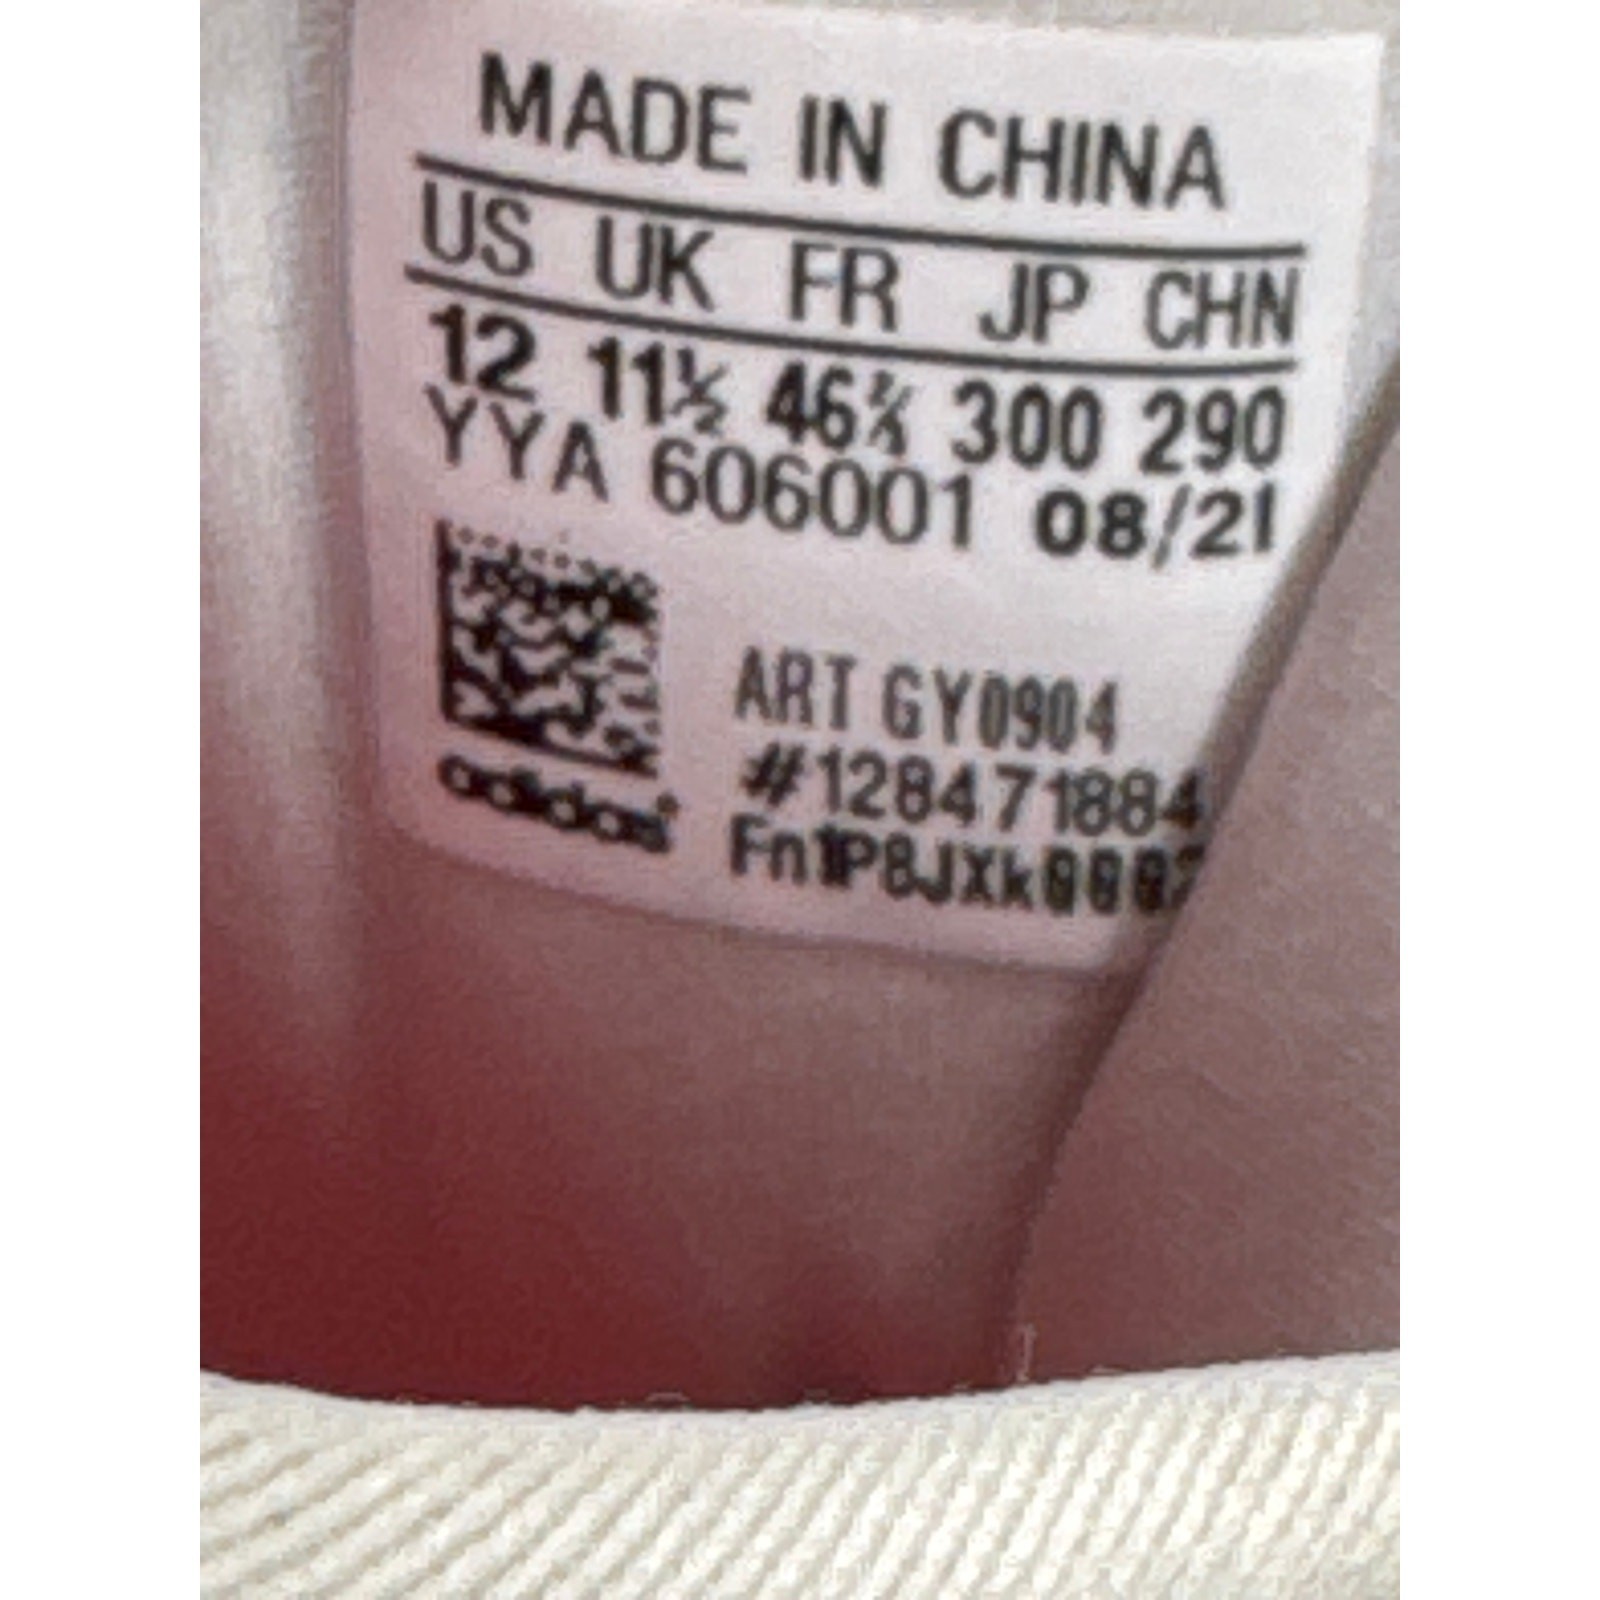 MADE IN CHINA
US UK FR JP CHN
12 11½ 46⅔ 300 290
YYA 606001 08/21
ART GY0904
#128471884
adidas